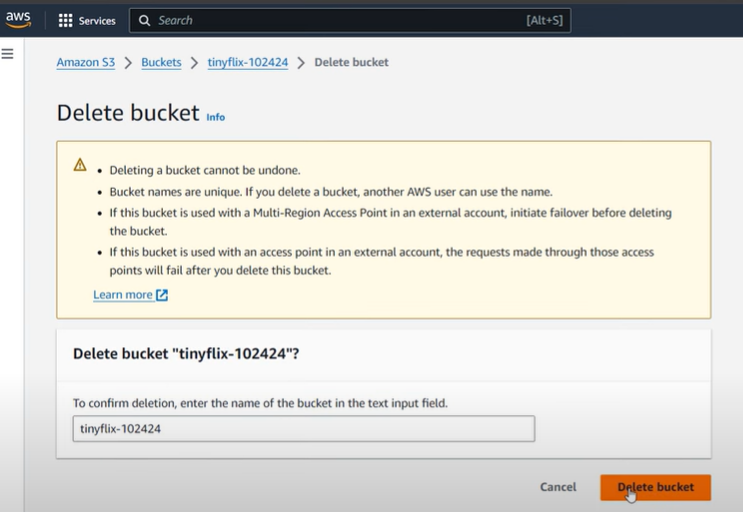 aws
Services
Search
[Alt+S]
Amazon S3 > Buckets > tinyflix-102424 > Delete bucket
Delete bucket Info
• Deleting a bucket cannot be undone.
• Bucket names are unique. If you delete a bucket, another AWS user can use the name.
• If this bucket is used with a Multi-Region Access Point in an external account, initiate failover before deleting
the bucket.
• If this bucket is used with an access point in an external account, the requests made through those access
points will fail after you delete this bucket.
Learn more
Delete bucket "tinyflix-102424"?
To confirm deletion, enter the name of the bucket in the text input field.
tinyflix-102424
Cancel
Delete bucket